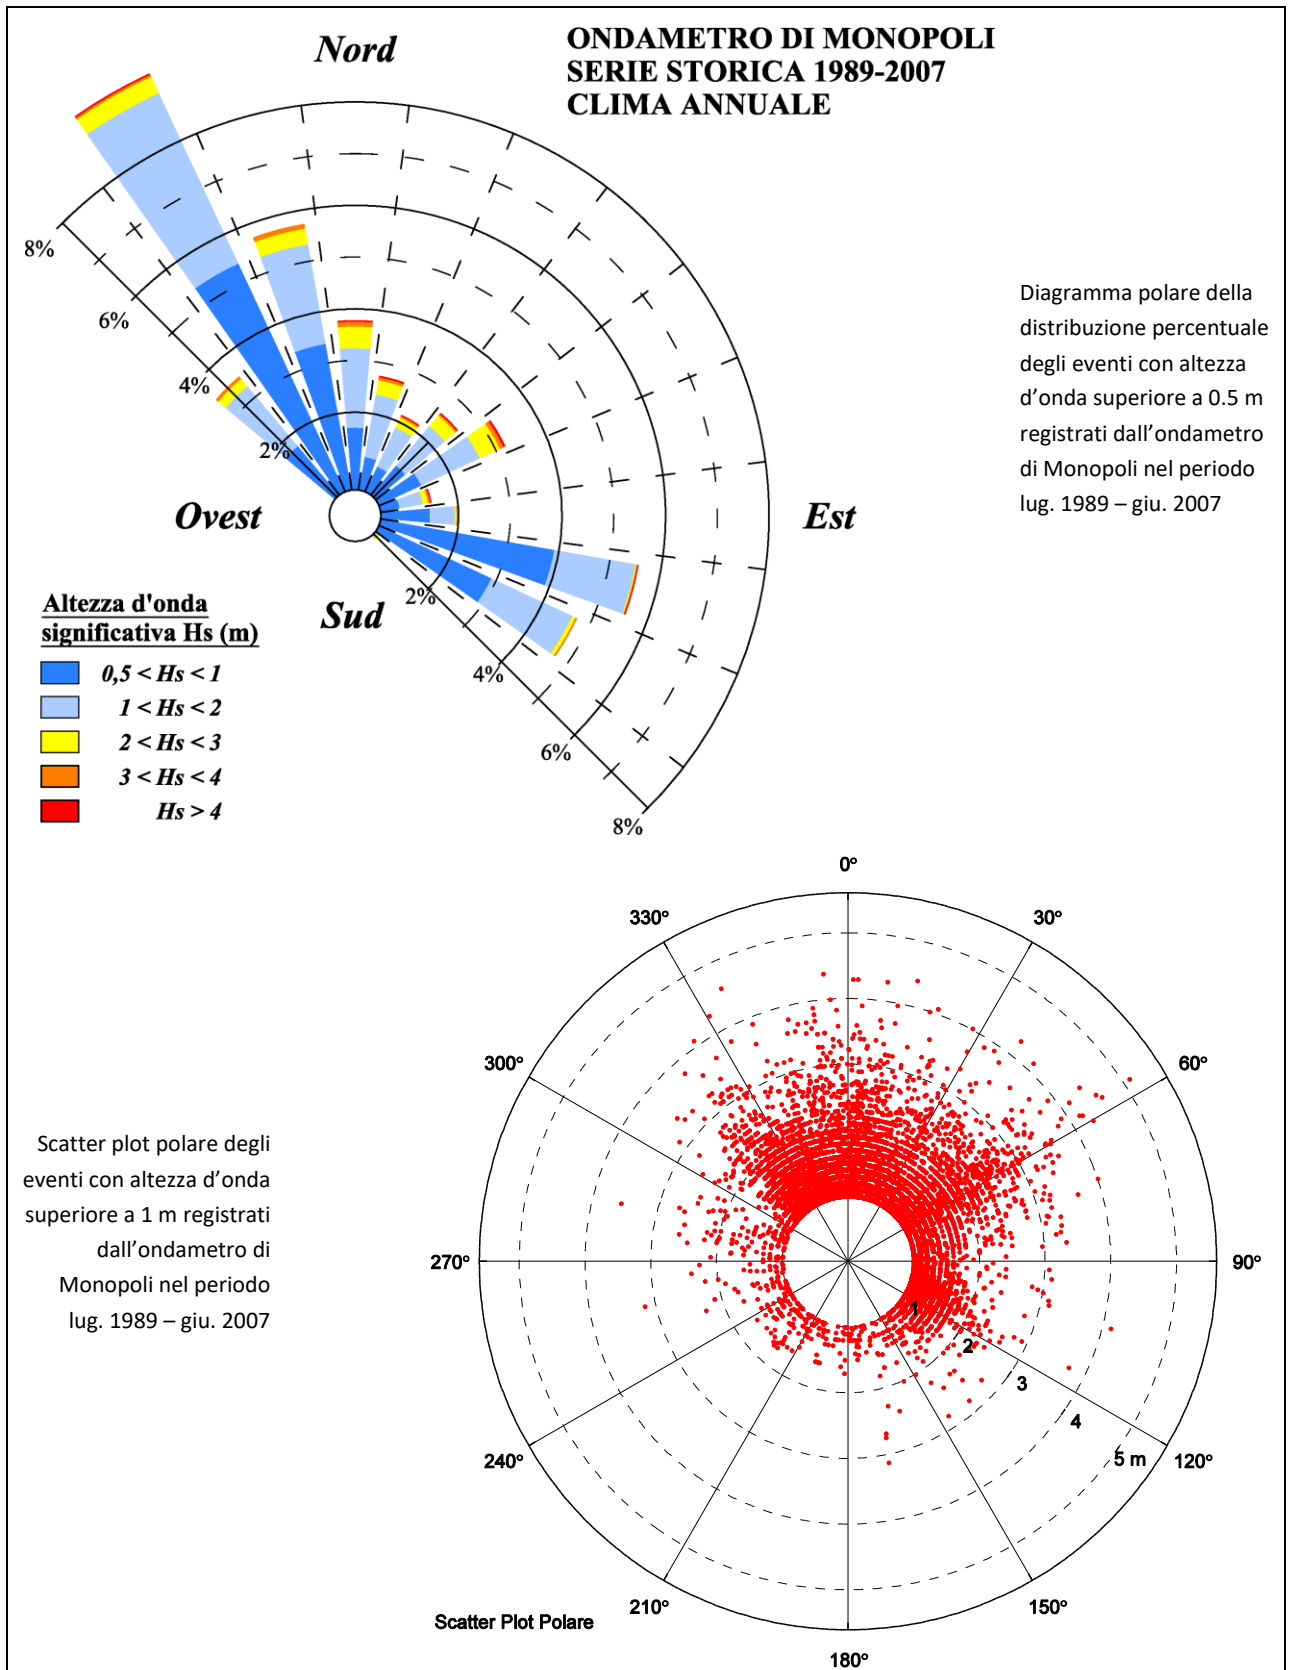 Nord
ONDAMETRO DI MONOPOLI
SERIE STORICA 1989-2007
CLIMA ANNUALE
8%
6%
4%
2%
Ovest
Est
Sud
2%
4%
6%
8%
Diagramma polare della
distribuzione percentuale
degli eventi con altezza
d'onda superiore a 0.5 m
registrati dall'ondametro
di Monopoli nel periodo
lug. 1989 – giu. 2007
Altezza d'onda
significativa Hs (m)
0,5 < Hs < 1
1 < Hs < 2
2 < Hs < 3
3 < Hs < 4
Hs > 4
Scatter plot polare degli
eventi con altezza d'onda
superiore a 1 m registrati
dall'ondametro di
Monopoli nel periodo
lug. 1989 – giu. 2007
0°
330°
30°
300°
60°
270°
90°
1
2
3
4
5 m
240°
120°
210°
150°
180°
Scatter Plot Polare